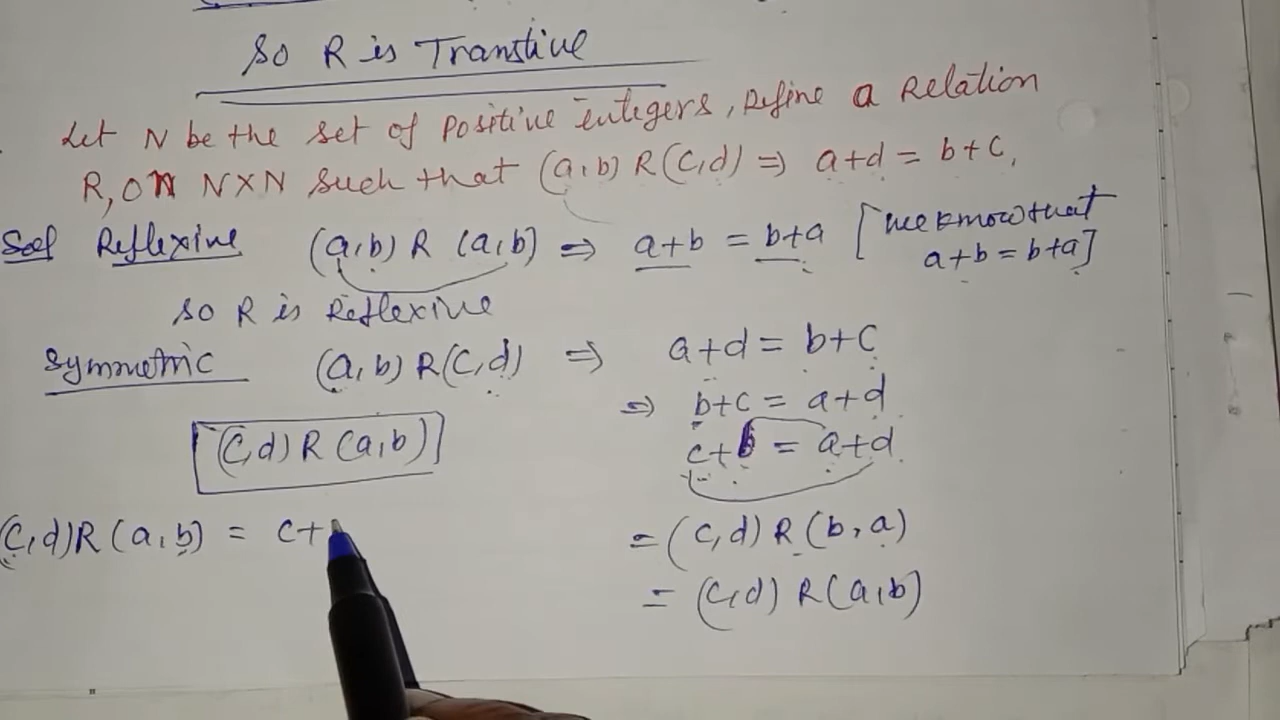 So R is Transtive
Let N be the set of Positive integers, Define a Relation
R, on N×N such that (a,b) R (c,d) ⇒ a+d = b+c,
Sol Reflexive (a,b) R (a,b) ⇒ a+b = b+a [we know that
a+b = b+a]
So R is Reflexive
Symmetric (a,b) R (c,d) ⇒ a+d = b+c
⇒ b+c = a+d
(c,d) R (a,b) c+b = a+d
(c,d) R (a,b) = c+ = (c,d) R (b,a)
= (c,d) R (a,b)